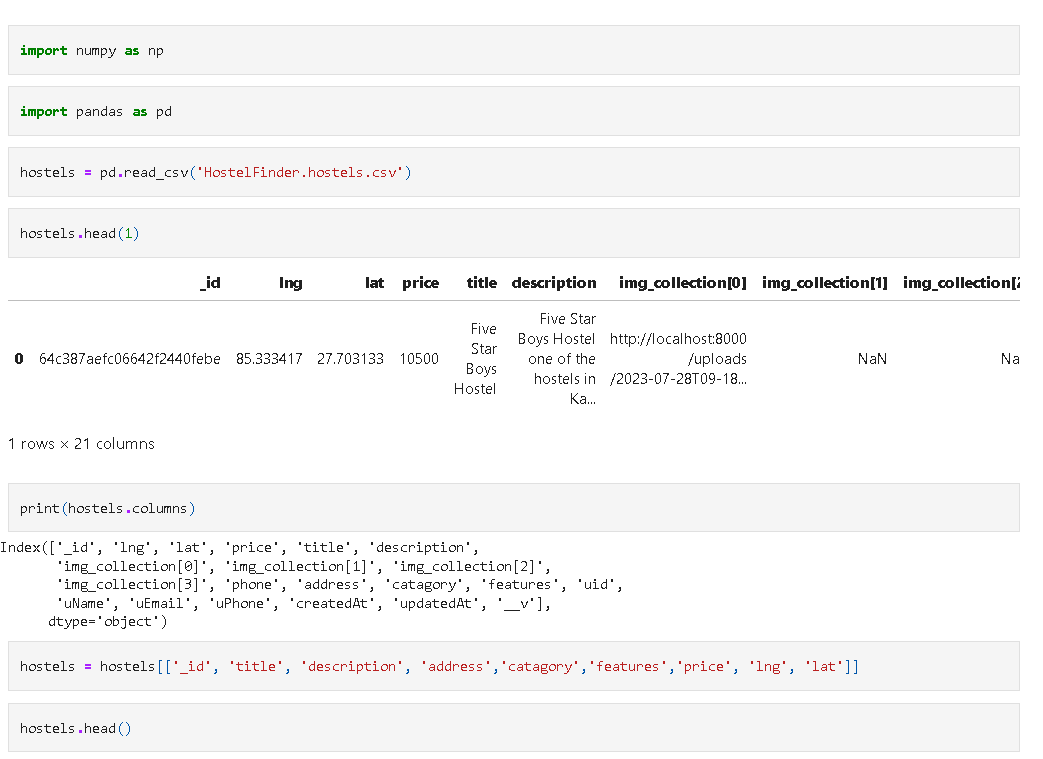 import numpy as np
import pandas as pd
hostels = pd.read_csv('HostelFinder.hostels.csv')
hostels.head(1)
_id lng lat price title description img_collection[0] img_collection[1] img_collection[2
0 64c387aefc06642f2440febe 85.333417 27.703133 10500 Five Star Boys Hostel Five Star Boys Hostel one of the hostels in Ka... http://localhost:8000/uploads/2023-07-28T09-18... NaN Na
1 rows × 21 columns
print(hostels.columns)
Index(['_id', 'lng', 'lat', 'price', 'title', 'description',
'img_collection[0]', 'img_collection[1]', 'img_collection[2]',
'img_collection[3]', 'phone', 'address', 'catagory', 'features', 'uid',
'uName', 'uEmail', 'uPhone', 'createdAt', 'updatedAt', '__v'],
dtype='object')
hostels = hostels[['_id', 'title', 'description', 'address','catagory','features','price', 'lng', 'lat']]
hostels.head()